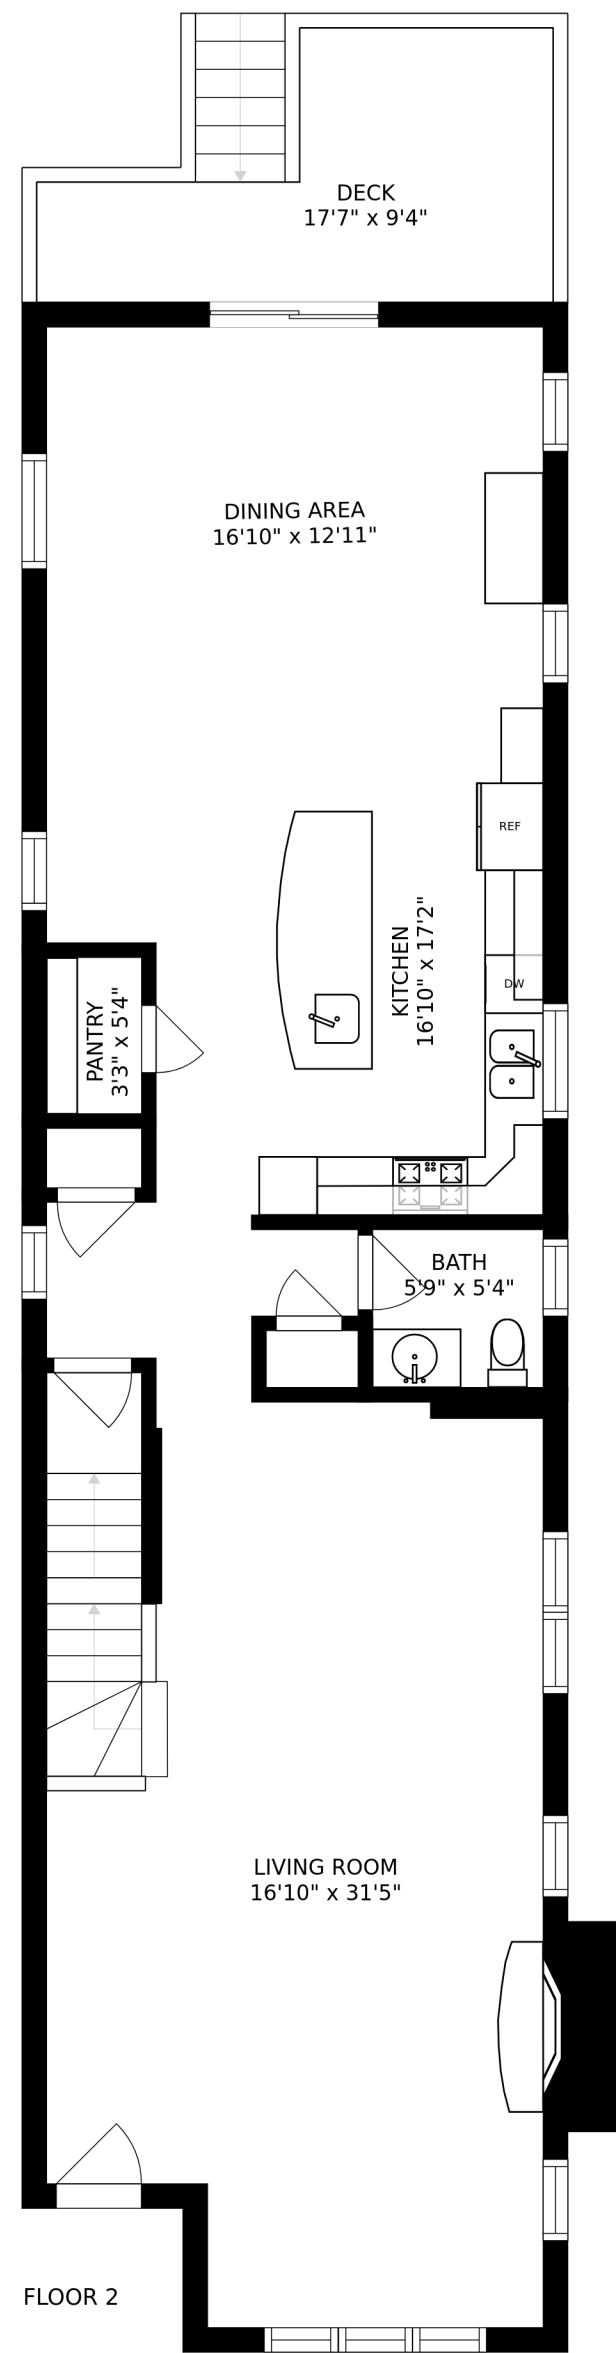 DECK
17'7" x 9'4"
DINING AREA
16'10" x 12'11"
REF
KITCHEN
16'10" x 17'2"
DW
PANTRY
3'3" x 5'4"
BATH
5'9" x 5'4"
LIVING ROOM
16'10" x 31'5"
FLOOR 2